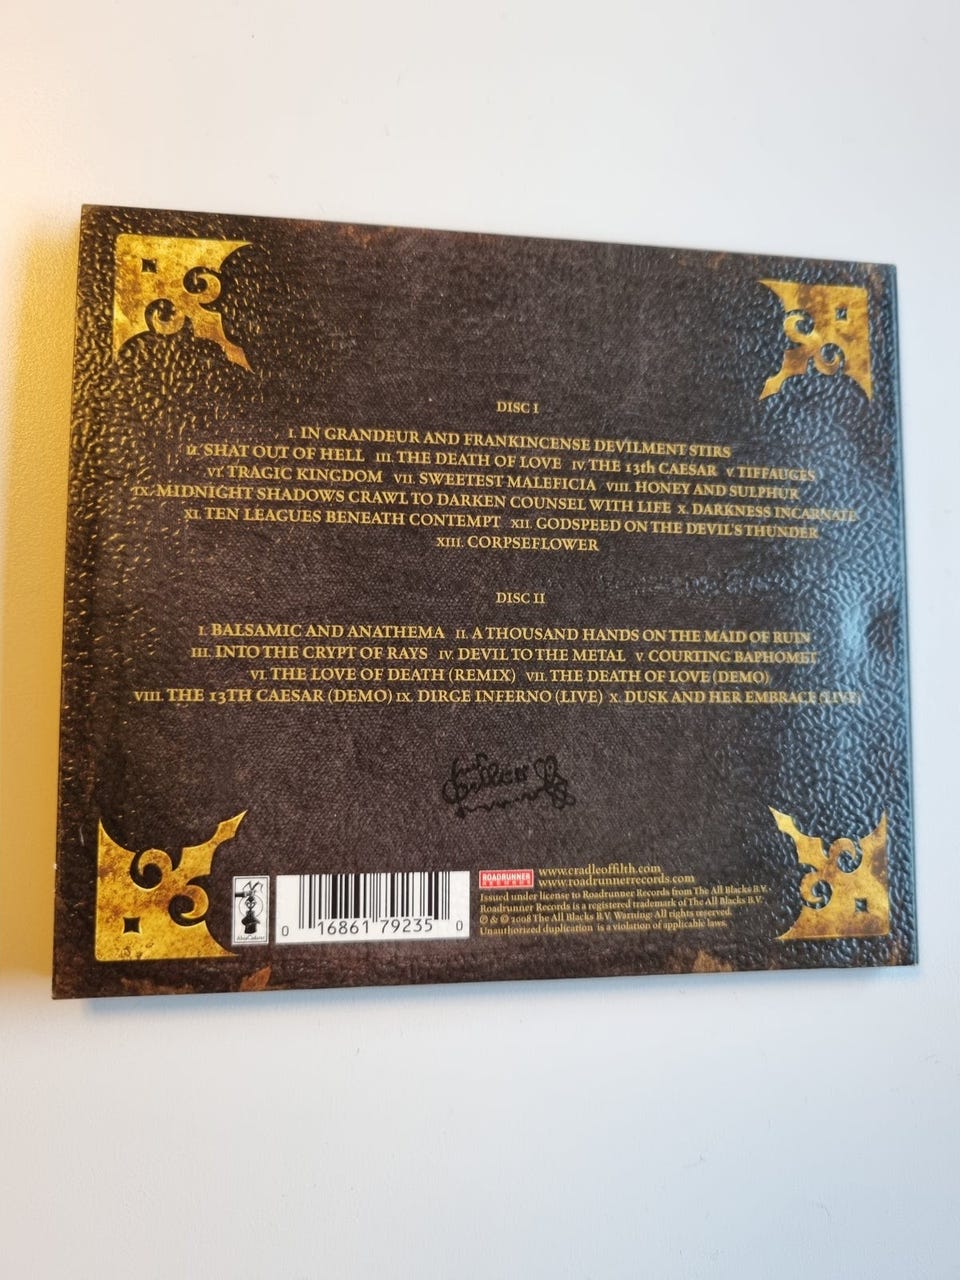 DISC I
I. IN GRANDEUR AND FRANKINCENSE DEVILMENT STIRS
II. SHAT OUT OF HELL III. THE DEATH OF LOVE IV. THE 13th CAESAR V. TIFFAUGES
VI. TRAGIC KINGDOM VII. SWEETEST MALEFICIA VIII. HONEY AND SULPHUR
IX. MIDNIGHT SHADOWS CRAWL TO DARKEN COUNSEL WITH LIFE X. DARKNESS INCARNATE
XI. TEN LEAGUES BENEATH CONTEMPT XII. GODSPEED ON THE DEVIL'S THUNDER
XIII. CORPSEFLOWER
DISC II
I. BALSAMIC AND ANATHEMA II. A THOUSAND HANDS ON THE MAID OF RUIN
III. INTO THE CRYPT OF RAYS IV. DEVIL TO THE METAL V. COURTING BAPHOMET
VI. THE LOVE OF DEATH (REMIX) VII. THE DEATH OF LOVE (DEMO)
VIII. THE 13TH CAESAR (DEMO) IX. DIRGE INFERNO (LIVE) X. DUSK AND HER EMBRACE (LIVE)
ROADRUNNER
RECORDS
www.cradleoffilth.com
www.roadrunnerrecords.com
Issued under license to Roadrunner Records from The All Blacks B.V.
Roadrunner Records is a registered trademark of The All Blacks B.V.
℗ & © 2008 The All Blacks B.V. Warning: All rights reserved.
Unauthorized duplication is a violation of applicable laws.
0 16861 79235 0